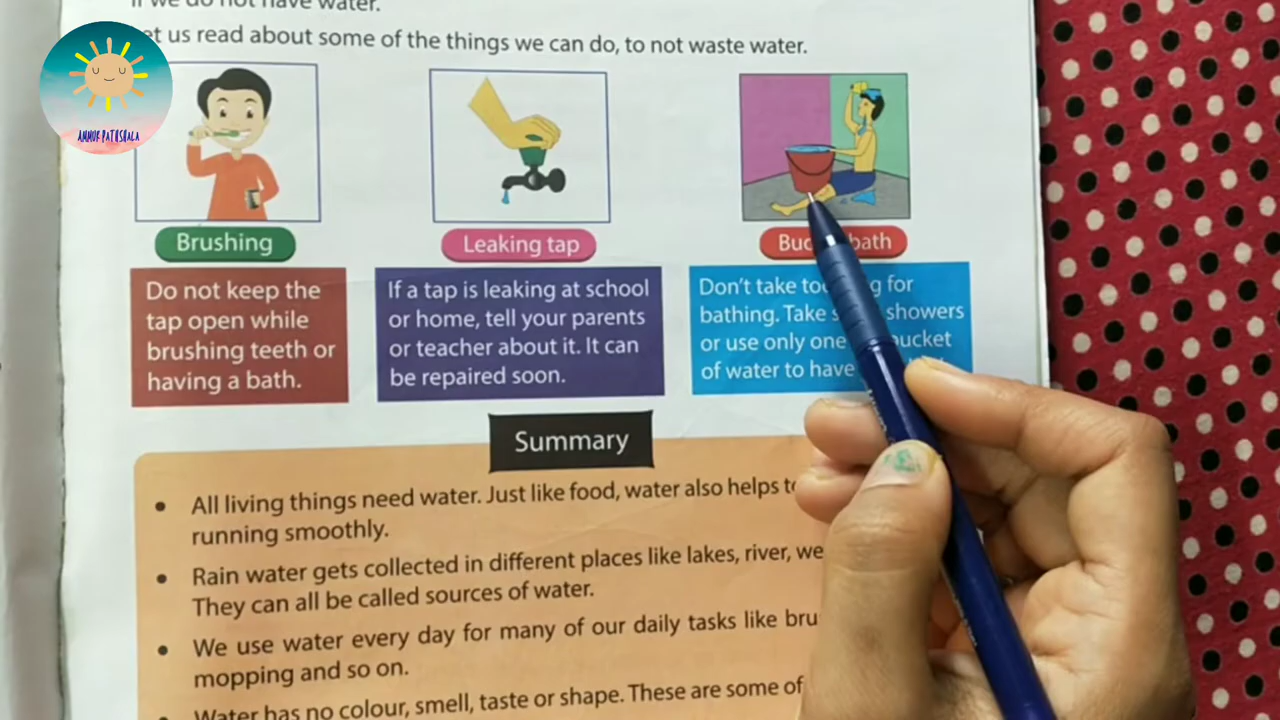 we do not have water.
us read about some of the things we can do, to not waste water.
AMMUS PATHSHALA
Brushing
Leaking tap
bath
Do not keep the
tap open while
brushing teeth or
having a bath.
If a tap is leaking at school
or home, tell your parents
or teacher about it. It can
be repaired soon.
Don't take for
bathing. Take showers
or use only one bucket
of water to have
Summary
• All living things need water. Just like food, water also helps
running smoothly.
• Rain water gets collected in different places like lakes, river,
They can all be called sources of water.
• We use water every day for many of our daily tasks like
mopping and so on.
• Water has no colour, smell, taste or shape. These are some of